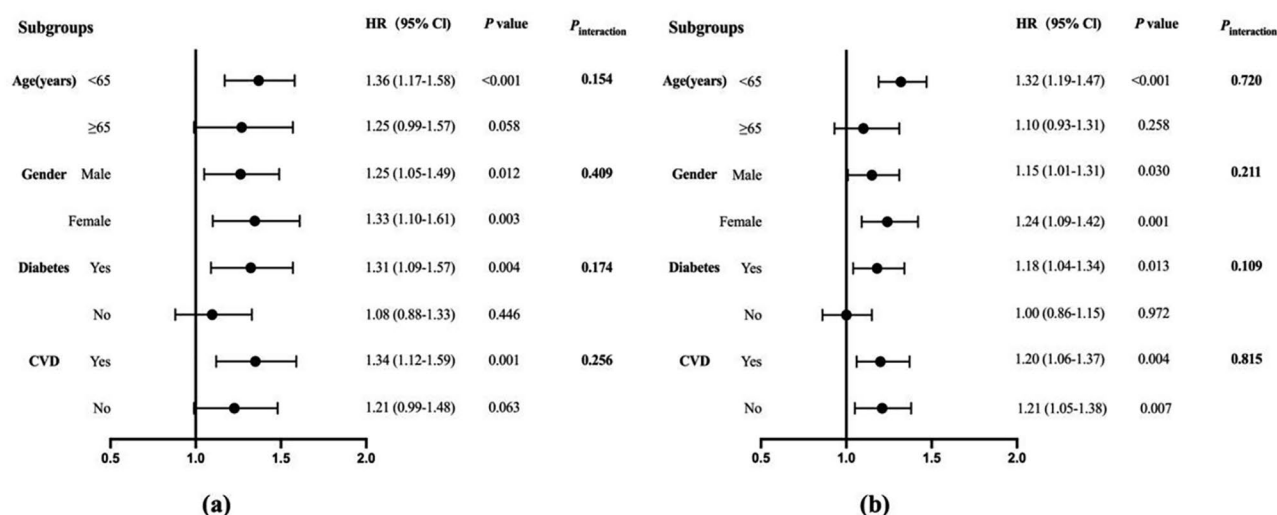 Subgroups HR (95% CI) P value Pinteraction
Age(years) <65 1.36 (1.17-1.58) <0.001 0.154
≥65 1.25 (0.99-1.57) 0.058
Gender Male 1.25 (1.05-1.49) 0.012 0.409
Female 1.33 (1.10-1.61) 0.003
Diabetes Yes 1.31 (1.09-1.57) 0.004 0.174
No 1.08 (0.88-1.33) 0.446
CVD Yes 1.34 (1.12-1.59) 0.001 0.256
No 1.21 (0.99-1.48) 0.063
0.5 1.0 1.5 2.0
(a)
Subgroups HR (95% CI) P value Pinteraction
Age(years) <65 1.32 (1.19-1.47) <0.001 0.720
≥65 1.10 (0.93-1.31) 0.258
Gender Male 1.15 (1.01-1.31) 0.030 0.211
Female 1.24 (1.09-1.42) 0.001
Diabetes Yes 1.18 (1.04-1.34) 0.013 0.109
No 1.00 (0.86-1.15) 0.972
CVD Yes 1.20 (1.06-1.37) 0.004 0.815
No 1.21 (1.05-1.38) 0.007
0.5 1.0 1.5 2.0
(b)